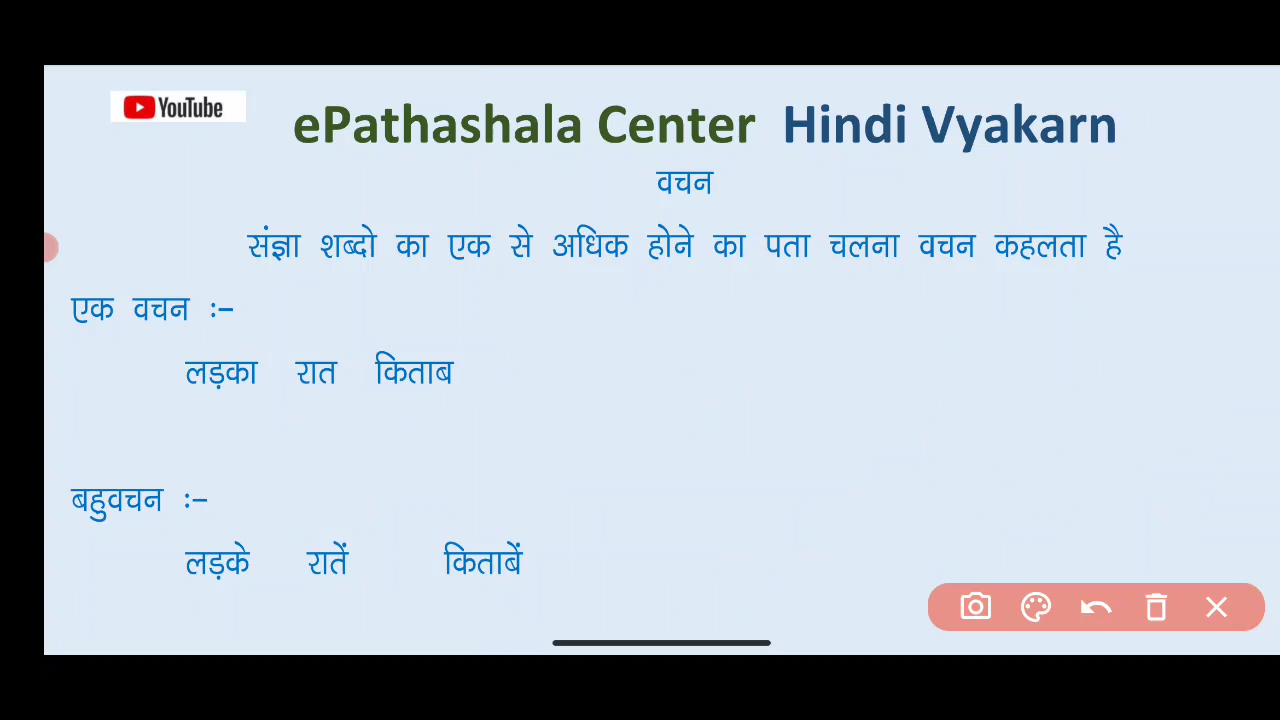 YouTube
ePathashala Center Hindi Vyakarn
वचन
संज्ञा शब्दो का एक से अधिक होने का पता चलना वचन कहलता है
एक वचन :–
लड़का रात किताब
बहुवचन :–
लड़के रातें किताबें